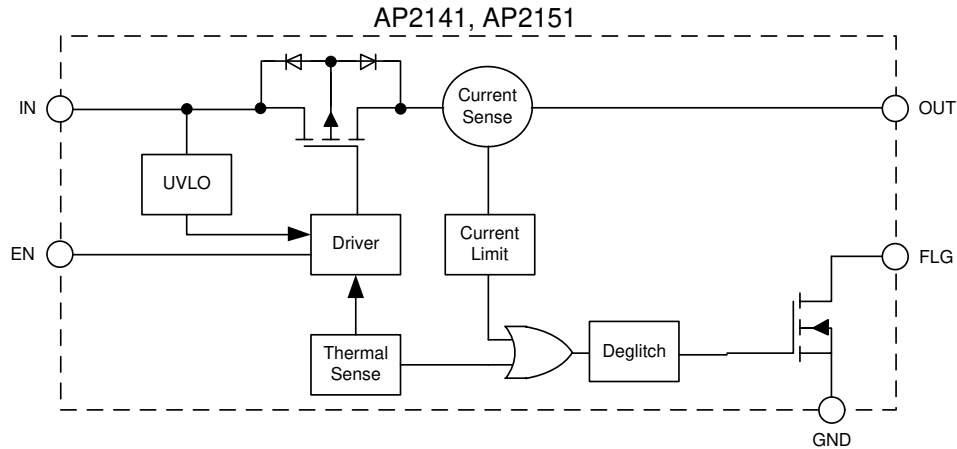 AP2141, AP2151
IN
Current
Sense
OUT
UVLO
EN
Driver
Current
Limit
FLG
Thermal
Sense
Deglitch
GND